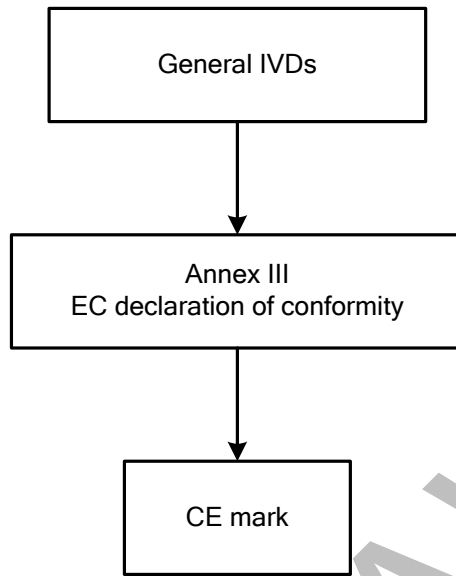 General IVDs
Annex III
EC declaration of conformity
CE mark